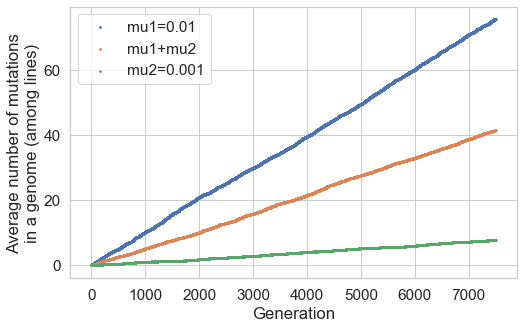 mu1=0.01
mu1+mu2
mu2=0.001
Average number of mutations
in a genome (among lines)
60
40
20
0
0 1000 2000 3000 4000 5000 6000 7000
Generation